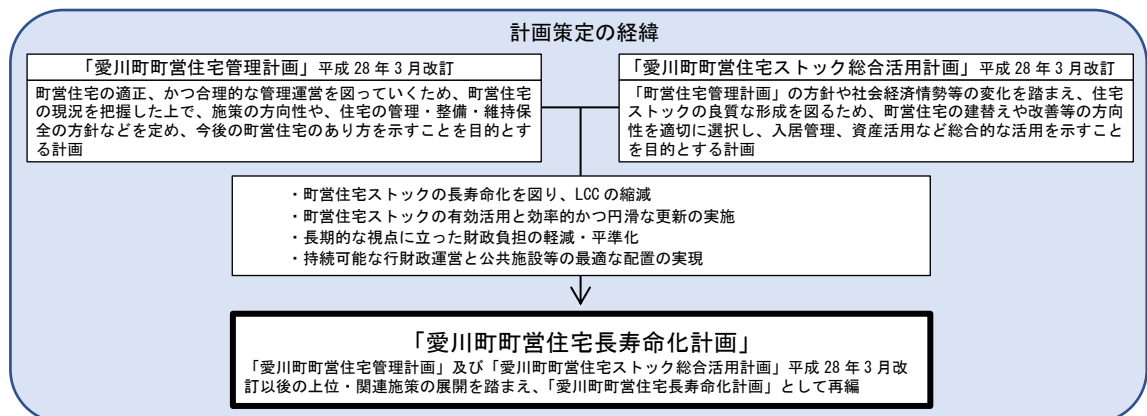 計画策定の経緯
「愛川町町営住宅管理計画」平成28年3月改訂
町営住宅の適正、かつ合理的な管理運営を図っていくため、町営住宅
の現況を把握した上で、施策の方向性や、住宅の管理・整備・維持保
全の方針などを定め、今後の町営住宅のあり方を示すことを目的とす
る計画
「愛川町町営住宅ストック総合活用計画」平成28年3月改訂
「町営住宅管理計画」の方針や社会経済情勢等の変化を踏まえ、住宅
ストックの良質な形成を図るため、町営住宅の建替えや改善等の方向
性を適切に選択し、入居管理、資産活用など総合的な活用を示すこと
を目的とする計画
・町営住宅ストックの長寿命化を図り、LCCの縮減
・町営住宅ストックの有効活用と効率的かつ円滑な更新の実施
・長期的な視点に立った財政負担の軽減・平準化
・持続可能な行財政運営と公共施設等の最適な配置の実現
「愛川町町営住宅長寿命化計画」
「愛川町町営住宅管理計画」及び「愛川町町営住宅ストック総合活用計画」平成28年3月改
訂以後の上位・関連施策の展開を踏まえ、「愛川町町営住宅長寿命化計画」として再編